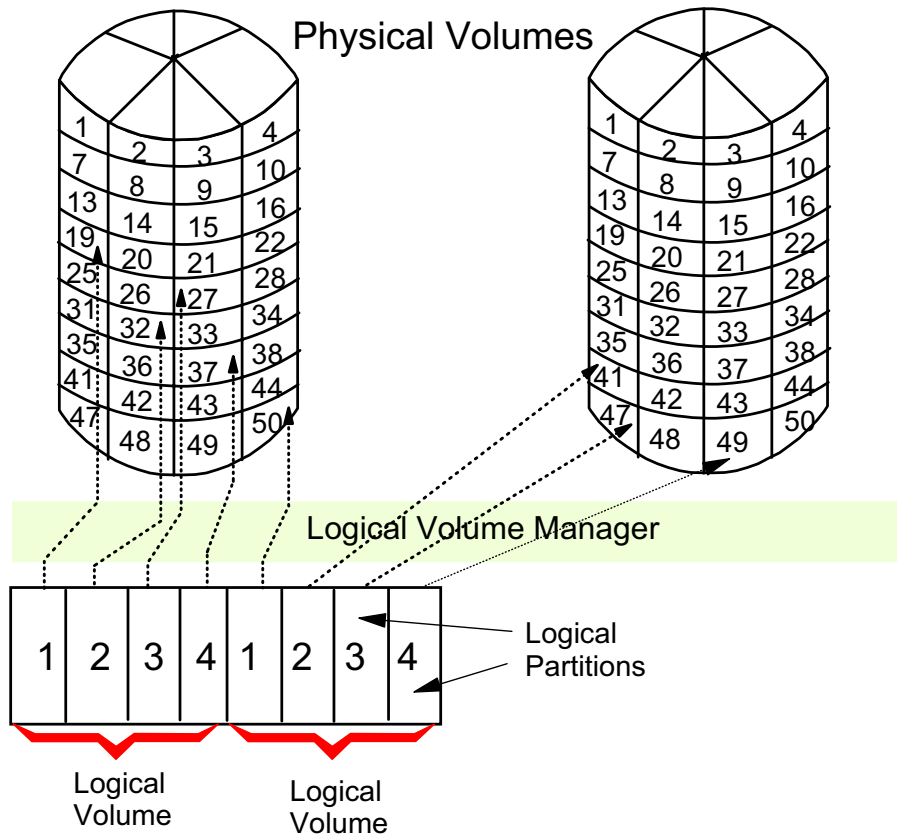 Physical Volumes
1 2 3 4
7 8 9 10
13 14 15 16
19 20 21 22
25 26 27 28
31 32 33 34
35 36 37 38
41 42 43 44
47 48 49 50
1 2 3 4
7 8 9 10
13 14 15 16
19 20 21 22
25 26 27 28
31 32 33 34
35 36 37 38
41 42 43 44
47 48 49 50
Logical Volume Manager
1 2 3 4 1 2 3 4
Logical
Partitions
Logical
Volume
Logical
Volume